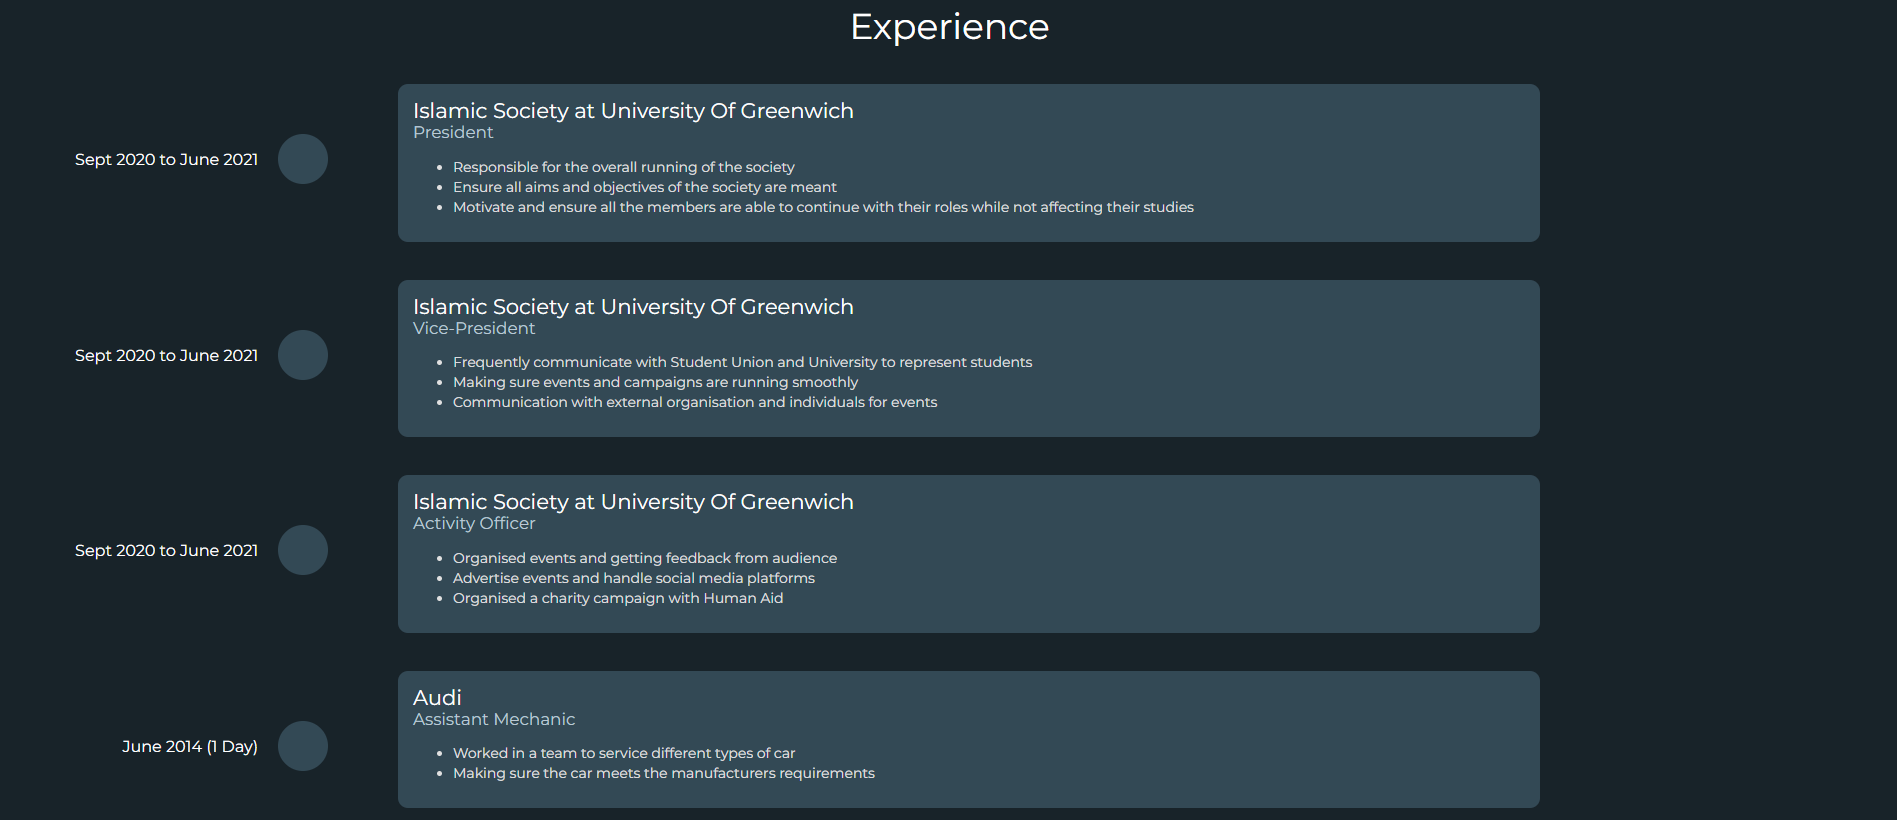 Experience
Sept 2020 to June 2021
Islamic Society at University Of Greenwich
President
Responsible for the overall running of the society
Ensure all aims and objectives of the society are meant
Motivate and ensure all the members are able to continue with their roles while not affecting their studies
Sept 2020 to June 2021
Islamic Society at University Of Greenwich
Vice-President
Frequently communicate with Student Union and University to represent students
Making sure events and campaigns are running smoothly
Communication with external organisation and individuals for events
Sept 2020 to June 2021
Islamic Society at University Of Greenwich
Activity Officer
Organised events and getting feedback from audience
Advertise events and handle social media platforms
Organised a charity campaign with Human Aid
June 2014 (1 Day)
Audi
Assistant Mechanic
Worked in a team to service different types of car
Making sure the car meets the manufacturers requirements